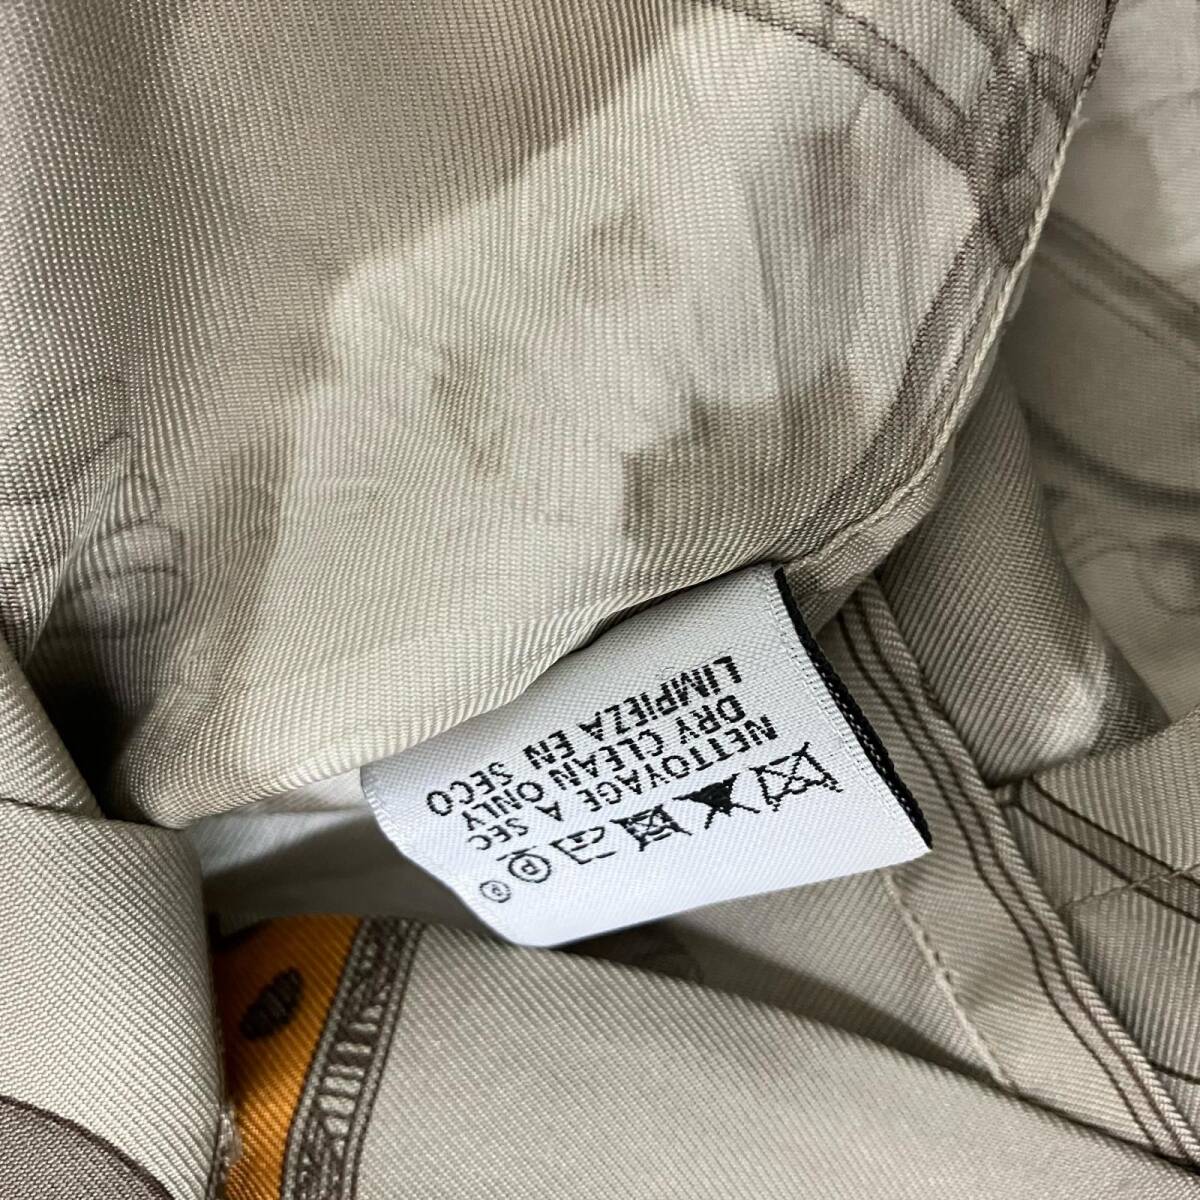 NETTOYAGE A SEC
DRY CLEAN ONLY
LIMPiEZA EN SECO
P
P